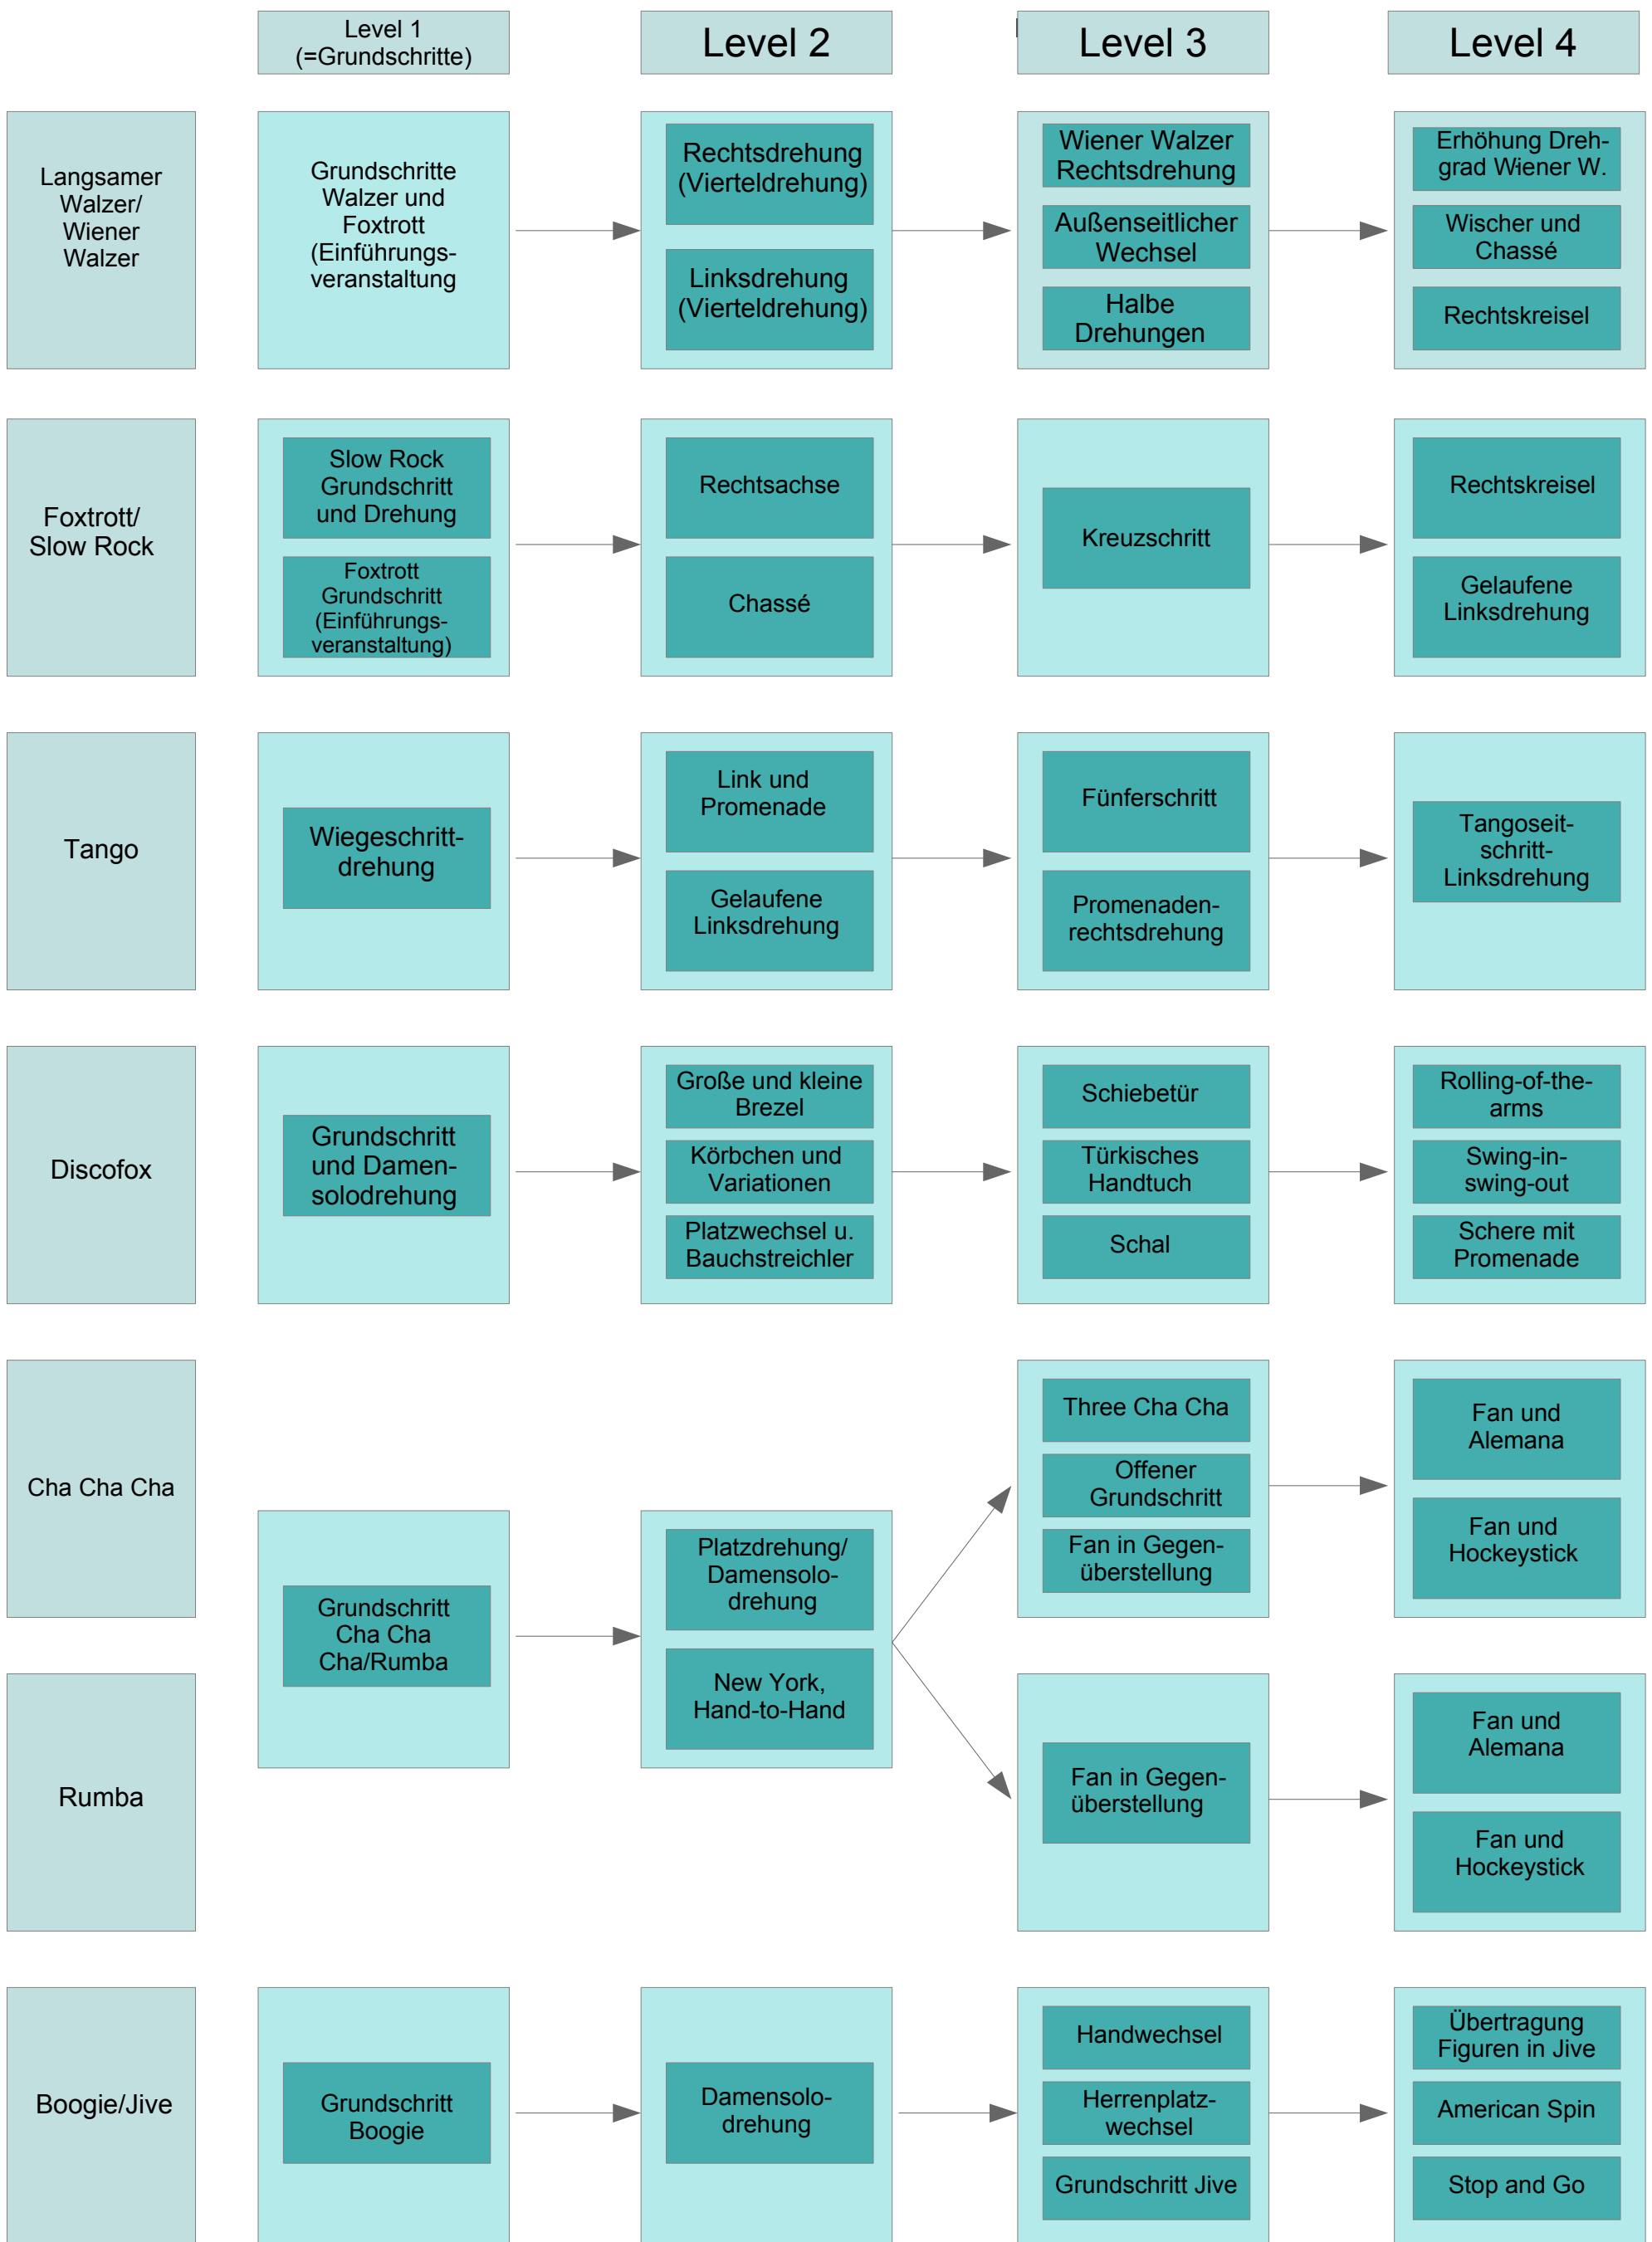 Level 1
(=Grundschritte)
Level 2
Level 3
Level 4
Langsamer
Walzer/
Wiener
Walzer
Grundschritte
Walzer und
Foxtrott
(Einführungs-
veranstaltung
Rechtsdrehung
(Vierteldrehung)
Linksdrehung
(Vierteldrehung)
Wiener Walzer
Rechtsdrehung
Außenseitlicher
Wechsel
Halbe
Drehungen
Erhöhung Dreh-
grad Wiener W.
Wischer und
Chassé
Rechtskreisel
Foxtrott/
Slow Rock
Slow Rock
Grundschritt
und Drehung
Foxtrott
Grundschritt
(Einführungs-
veranstaltung)
Rechtsachse
Chassé
Kreuzschritt
Rechtskreisel
Gelaufene
Linksdrehung
Tango
Wiegeschritt-
drehung
Link und
Promenade
Gelaufene
Linksdrehung
Fünferschritt
Promenaden-
rechtsdrehung
Tangoseit-
schritt-
Linksdrehung
Discofox
Grundschritt
und Damen-
solodrehung
Große und kleine
Brezel
Körbchen und
Variationen
Platzwechsel u.
Bauchstreichler
Schiebetür
Türkisches
Handtuch
Schal
Rolling-of-the-
arms
Swing-in-
swing-out
Schere mit
Promenade
Cha Cha Cha
Grundschritt
Cha Cha
Cha/Rumba
Platzdrehung/
Damensolo-
drehung
New York,
Hand-to-Hand
Three Cha Cha
Offener
Grundschritt
Fan in Gegen-
überstellung
Fan und
Alemana
Fan und
Hockeystick
Rumba
Fan in Gegen-
überstellung
Fan und
Alemana
Fan und
Hockeystick
Boogie/Jive
Grundschritt
Boogie
Damensolo-
drehung
Handwechsel
Herrenplatz-
wechsel
Grundschritt Jive
Übertragung
Figuren in Jive
American Spin
Stop and Go